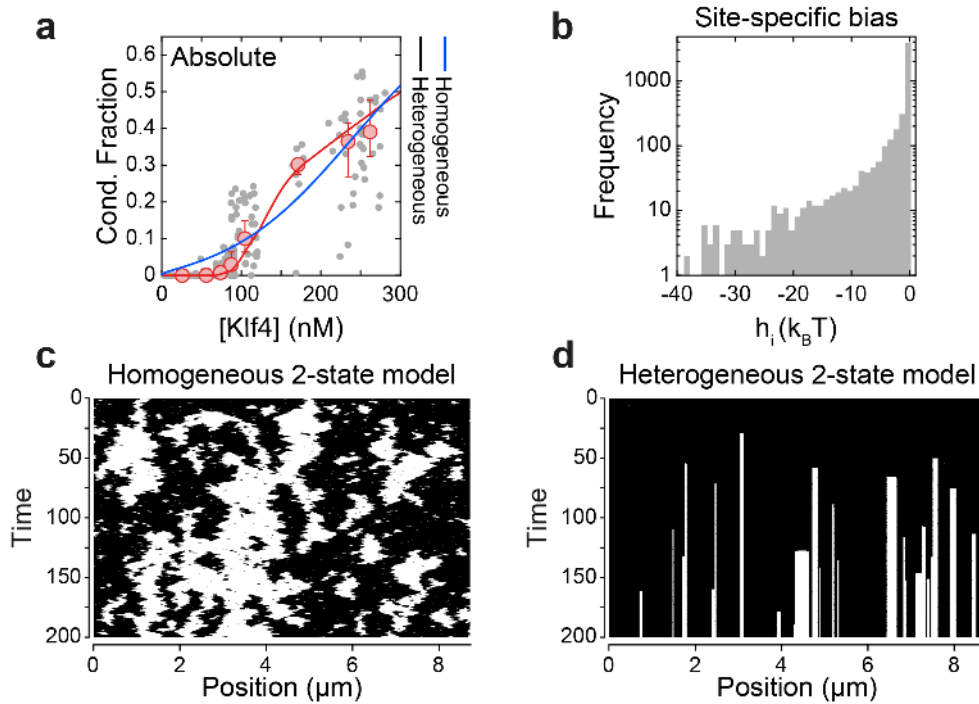 a
Absolute
Cond. Fraction
0.6
0.5
0.4
0.3
0.2
0.1
0
0
100
200
300
[Klf4] (nM)
Homogeneous
Heterogeneous
b
Site-specific bias
Frequency
1000
100
10
1
-40
-30
-20
-10
0
hᵢ (k_BT)
c
Homogeneous 2-state model
Time
0
50
100
150
200
0
2
4
6
8
Position (μm)
d
Heterogeneous 2-state model
Time
0
50
100
150
200
0
2
4
6
8
Position (μm)